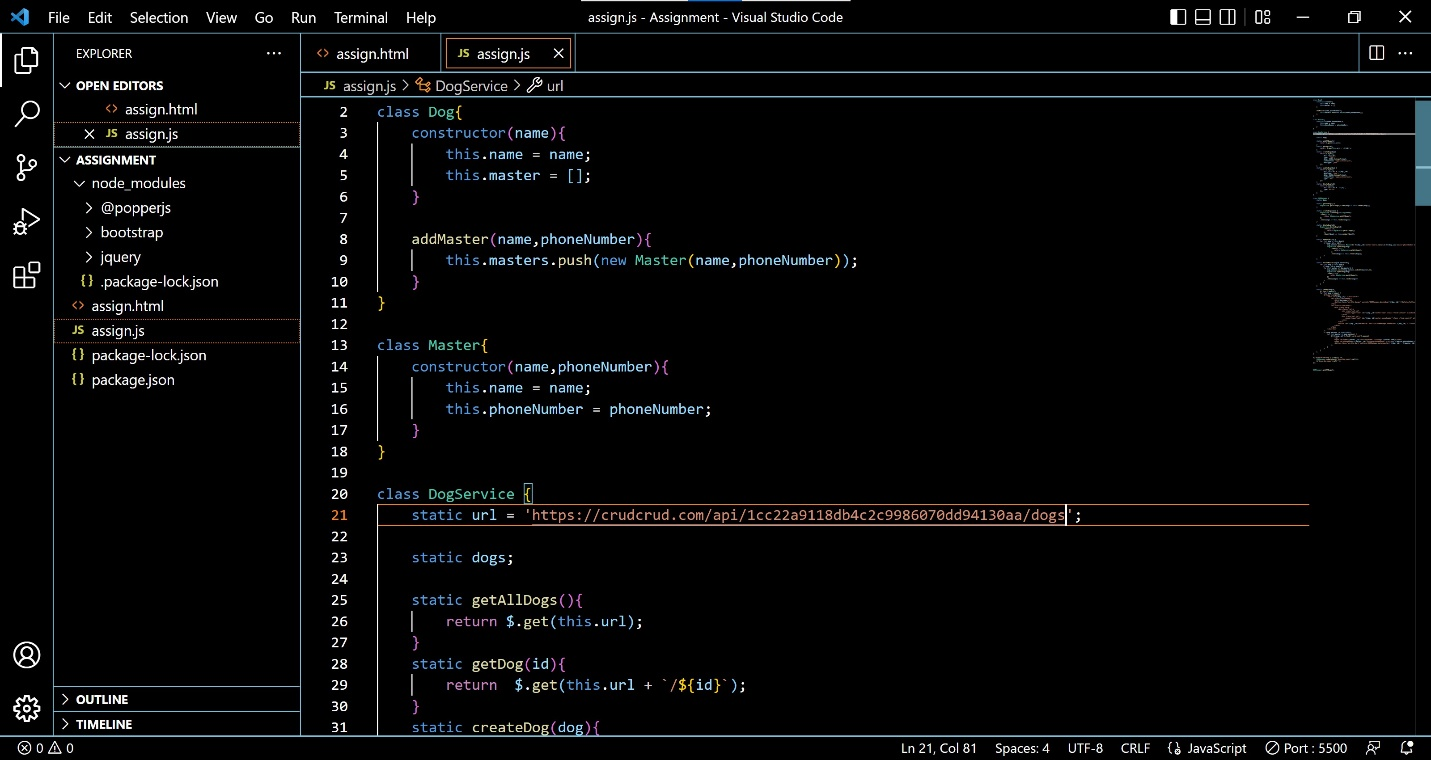 File Edit Selection View Go Run Terminal Help
assign.js - Assignment - Visual Studio Code
EXPLORER
OPEN EDITORS
assign.html
JS assign.js
ASSIGNMENT
node_modules
@popperjs
bootstrap
jquery
{} .package-lock.json
<> assign.html
JS assign.js
{} package-lock.json
{} package.json
OUTLINE
TIMELINE
<> assign.html JS assign.js
JS assign.js > DogService > url
2 class Dog{
3 constructor(name){
4 this.name = name;
5 this.master = [];
6 }
7
8 addMaster(name,phoneNumber){
9 this.masters.push(new Master(name,phoneNumber));
10 }
11 }
12
13 class Master{
14 constructor(name,phoneNumber){
15 this.name = name;
16 this.phoneNumber = phoneNumber;
17 }
18 }
19
20 class DogService {
21 static url = 'https://crudcrud.com/api/1cc22a9118db4c2c9986070dd94130aa/dogs';
22
23 static dogs;
24
25 static getAllDogs(){
26 return $.get(this.url);
27 }
28 static getDog(id){
29 return  $.get(this.url + `/${id}`);
30 }
31 static createDog(dog){
0 0 Ln 21, Col 81 Spaces: 4 UTF-8 CRLF {} JavaScript Port : 5500